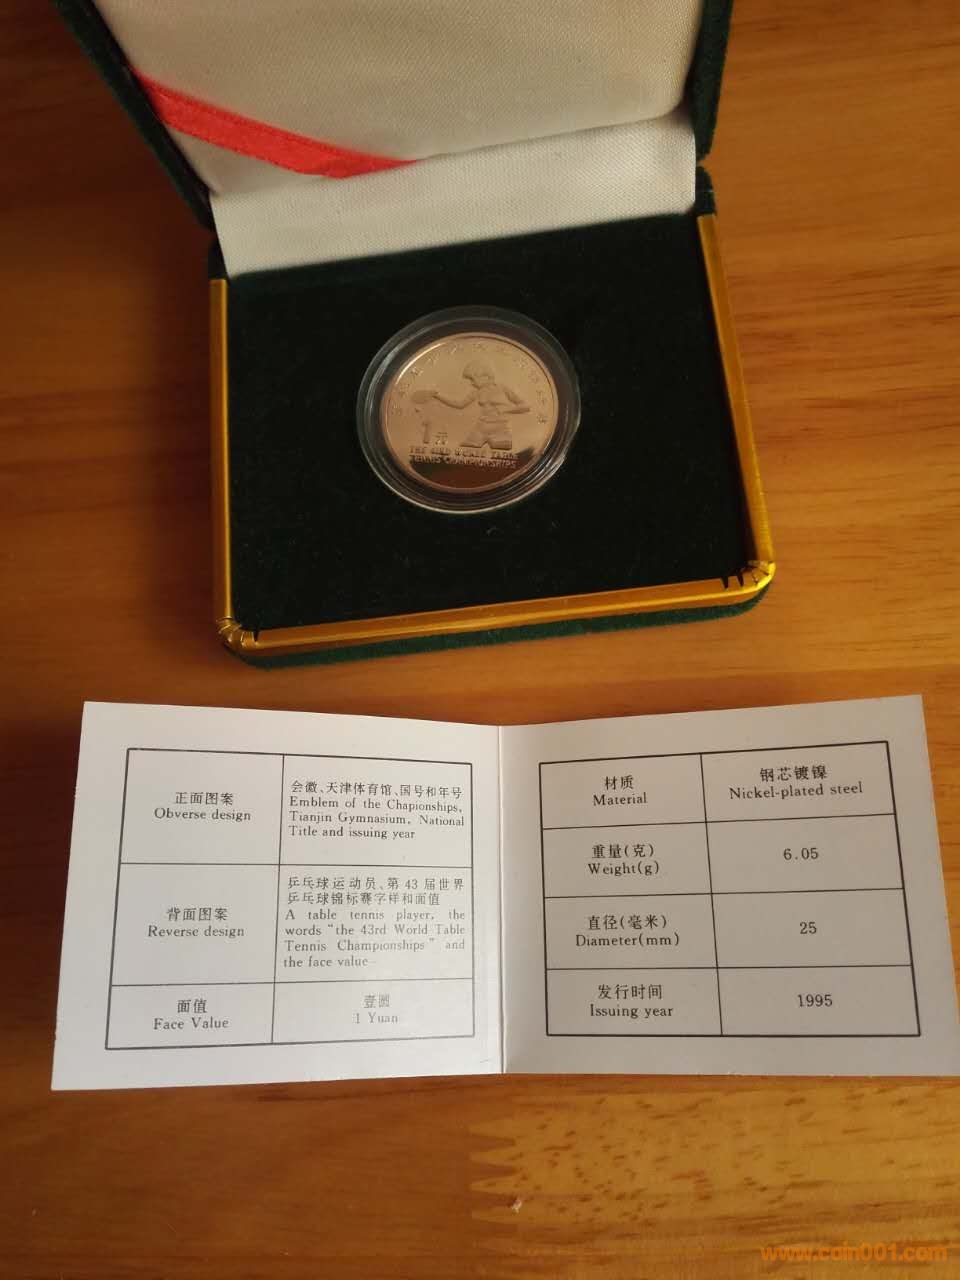 1元
THE 43RD WORLD TABLE
TENNIS CHAMPIONSHIPS
正面图案
Obverse design
会徽、天津体育馆、国号和年号
Emblem of the Chapionships,
Tianjin Gymnasium, National
Title and issuing year
背面图案
Reverse design
乒乓球运动员、第43届世界
乒乓球锦标赛字样和面值
A table tennis player, the
words "the 43rd World Table
Tennis Championships" and
the face value
面值
Face Value
壹圆
1 Yuan
材质
Material
钢芯镀镍
Nickel-plated steel
重量(克)
Weight(g)
6.05
直径(毫米)
Diameter(mm)
25
发行时间
Issuing year
1995
www.coin001.com